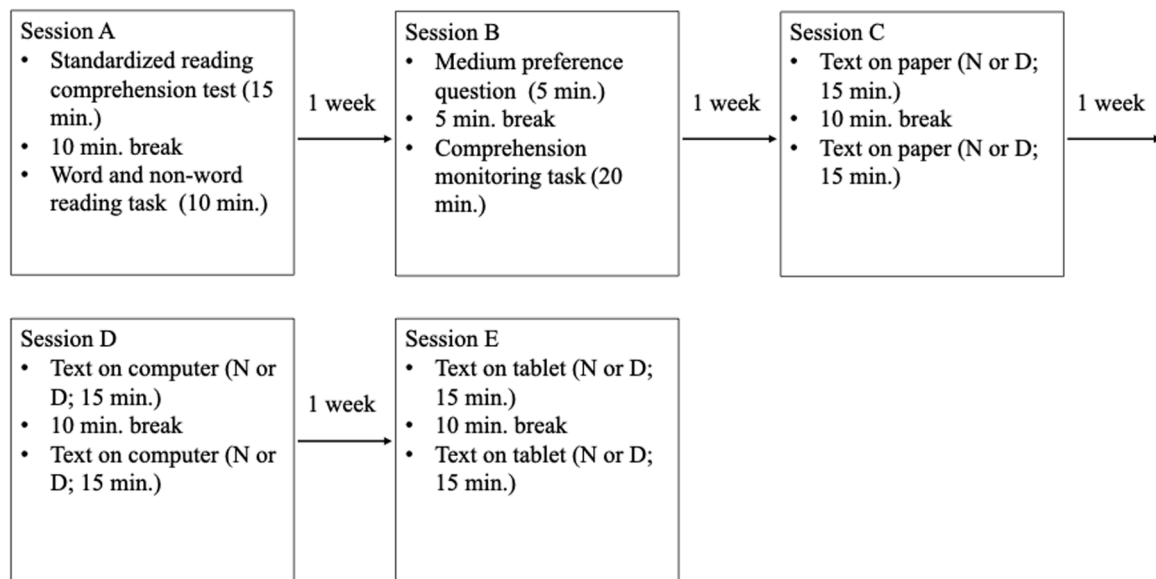 Session A
• Standardized reading
comprehension test (15
min.)
• 10 min. break
• Word and non-word
reading task (10 min.)
1 week
Session B
• Medium preference
question (5 min.)
• 5 min. break
• Comprehension
monitoring task (20
min.)
1 week
Session C
• Text on paper (N or D;
15 min.)
• 10 min. break
• Text on paper (N or D;
15 min.)
1 week
Session D
• Text on computer (N or
D; 15 min.)
• 10 min. break
• Text on computer (N or
D; 15 min.)
1 week
Session E
• Text on tablet (N or D;
15 min.)
• 10 min. break
• Text on tablet (N or D;
15 min.)